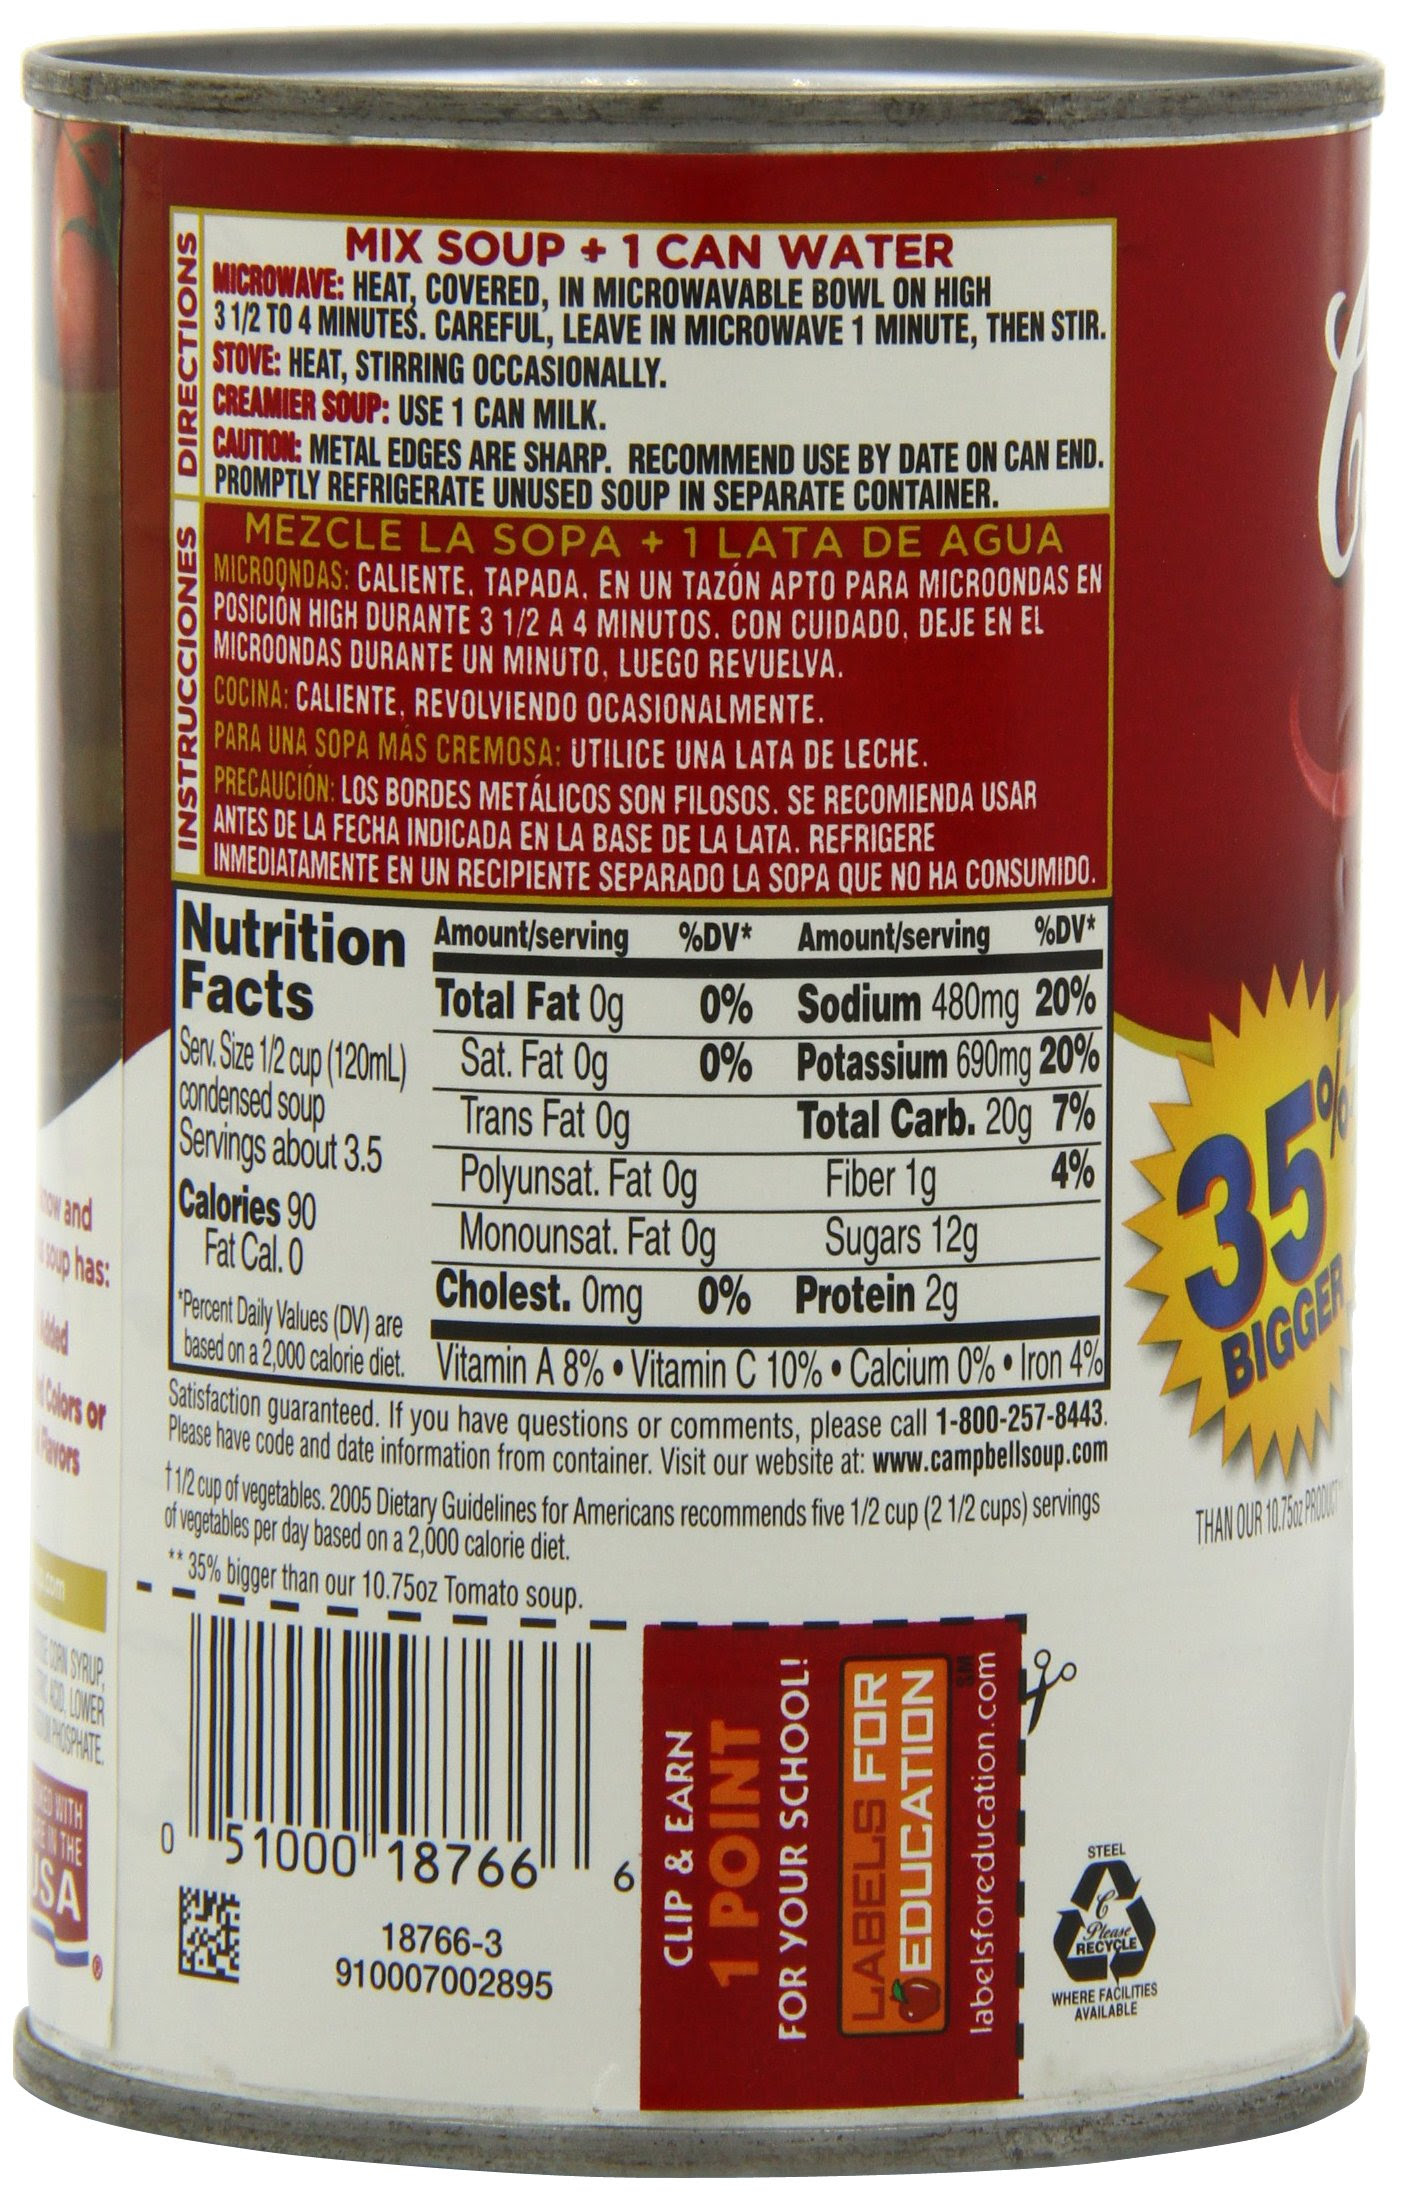 DIRECTIONS
MIX SOUP + 1 CAN WATER
MICROWAVE: HEAT, COVERED, IN MICROWAVABLE BOWL ON HIGH
3 1/2 TO 4 MINUTES. CAREFUL, LEAVE IN MICROWAVE 1 MINUTE, THEN STIR.
STOVE: HEAT, STIRRING OCCASIONALLY.
CREAMIER SOUP: USE 1 CAN MILK.
CAUTION: METAL EDGES ARE SHARP. RECOMMEND USE BY DATE ON CAN END.
PROMPTLY REFRIGERATE UNUSED SOUP IN SEPARATE CONTAINER.
INSTRUCCIONES
MEZCLE LA SOPA + 1 LATA DE AGUA
MICROONDAS: CALIENTE, TAPADA, EN UN TAZÓN APTO PARA MICROONDAS EN
POSICIÓN HIGH DURANTE 3 1/2 A 4 MINUTOS. CON CUIDADO, DEJE EN EL
MICROONDAS DURANTE UN MINUTO, LUEGO REVUELVA.
COCINA: CALIENTE, REVOLVIENDO OCASIONALMENTE.
PARA UNA SOPA MÁS CREMOSA: UTILICE UNA LATA DE LECHE.
PRECAUCIÓN: LOS BORDES METÁLICOS SON FILOSOS. SE RECOMIENDA USAR
ANTES DE LA FECHA INDICADA EN LA BASE DE LA LATA. REFRIGERE
INMEDIATAMENTE EN UN RECIPIENTE SEPARADO LA SOPA QUE NO HA CONSUMIDO.
Nutrition
Facts
Serv. Size 1/2 cup (120mL)
condensed soup
Servings about 3.5
Calories 90
Fat Cal. 0
*Percent Daily Values (DV) are
based on a 2,000 calorie diet.
Amount/serving %DV* Amount/serving %DV*
Total Fat 0g 0% Sodium 480mg 20%
Sat. Fat 0g 0% Potassium 690mg 20%
Trans Fat 0g Total Carb. 20g 7%
Polyunsat. Fat 0g Fiber 1g 4%
Monounsat. Fat 0g Sugars 12g
Cholest. 0mg 0% Protein 2g
Vitamin A 8% • Vitamin C 10% • Calcium 0% • Iron 4%
Satisfaction guaranteed. If you have questions or comments, please call 1-800-257-8443.
Please have code and date information from container. Visit our website at: www.campbellsoup.com
†1/2 cup of vegetables. 2005 Dietary Guidelines for Americans recommends five 1/2 cup (2 1/2 cups) servings
of vegetables per day based on a 2,000 calorie diet.
** 35% bigger than our 10.75oz Tomato soup.
0 51000 18766 6
18766-3
910007002895
CLIP & EARN
1 POINT
FOR YOUR SCHOOL!
LABELS FOR
EDUCATION
SM
labelsforeducation.com
STEEL
C
Please
RECYCLE
WHERE FACILITIES
AVAILABLE
35%
BIGGER
THAN OUR 10.75oz PRODUCT
and
soup has:
Colors or
Flavors
.com
CORN SYRUP,
ACID, LOWER
PHOSPHATE.
WITH
IN THE
USA
®